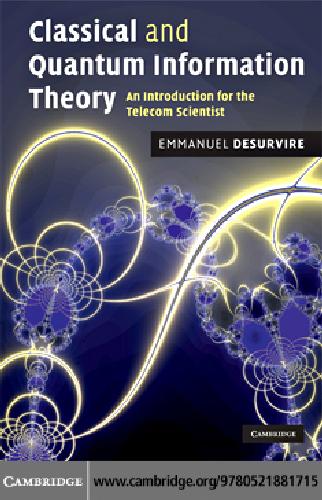 Classical and
Quantum Information
Theory An Introduction for the
Telecom Scientist
EMMANUEL DESURVIRE
CAMBRIDGE
CAMBRIDGE www.cambridge.org/9780521881715